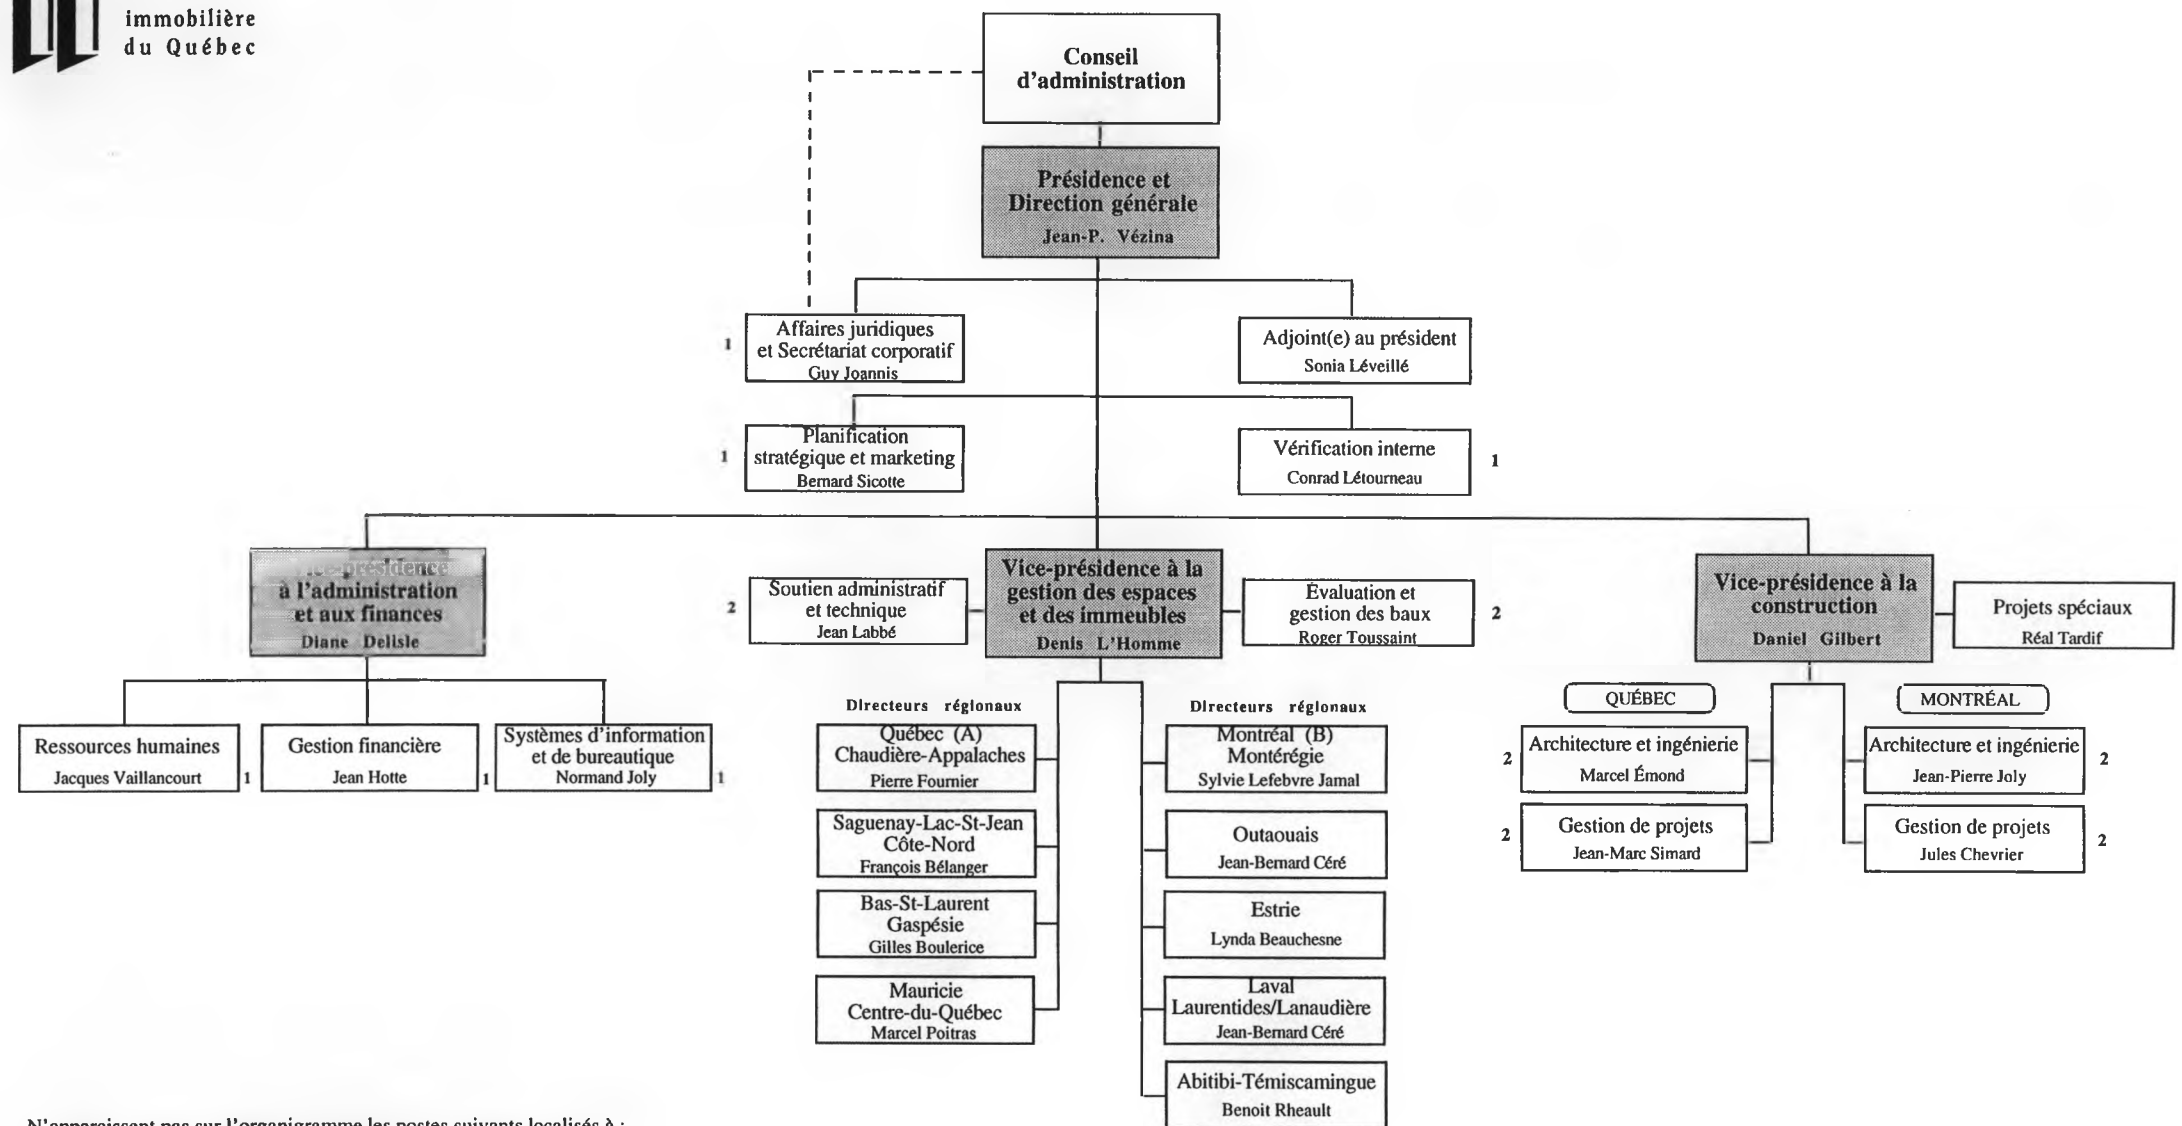 immobilière
du Québec
Conseil
d'administration
Présidence et
Direction générale
Jean-P. Vézina
1
Affaires juridiques
et Secrétariat corporatif
Guy Joannis
Adjoint(e) au président
Sonia Léveillé
1
Planification
stratégique et marketing
Bernard Sicotte
Vérification interne
Conrad Létourneau
1
Vice-présidence
à l'administration
et aux finances
Diane Delisle
2
Soutien administratif
et technique
Jean Labbé
Vice-présidence à la
gestion des espaces
et des immeubles
Denis L'Homme
Évaluation et
gestion des baux
Roger Toussaint
2
Vice-présidence à la
construction
Daniel Gilbert
Projets spéciaux
Réal Tardif
Ressources humaines
Jacques Vaillancourt
1
Gestion financière
Jean Hotte
1
Systèmes d'information
et de bureautique
Normand Joly
1
Directeurs régionaux
Québec (A)
Chaudière-Appalaches
Pierre Fournier
Saguenay-Lac-St-Jean
Côte-Nord
François Bélanger
Bas-St-Laurent
Gaspésie
Gilles Boulerice
Mauricie
Centre-du-Québec
Marcel Poitras
Directeurs régionaux
Montréal (B)
Montérégie
Sylvie Lefebvre Jamal
Outaouais
Jean-Bernard Céré
Estrie
Lynda Beauchesne
Laval
Laurentides/Lanaudière
Jean-Bernard Céré
Abitibi-Témiscamingue
Benoit Rheault
QUÉBEC
2
Architecture et ingénierie
Marcel Émond
2
Gestion de projets
Jean-Marc Simard
MONTRÉAL
Architecture et ingénierie
Jean-Pierre Joly
2
Gestion de projets
Jules Chevrier
2
N'apparaissent pas sur l'organigramme les postes suivants localisés à :